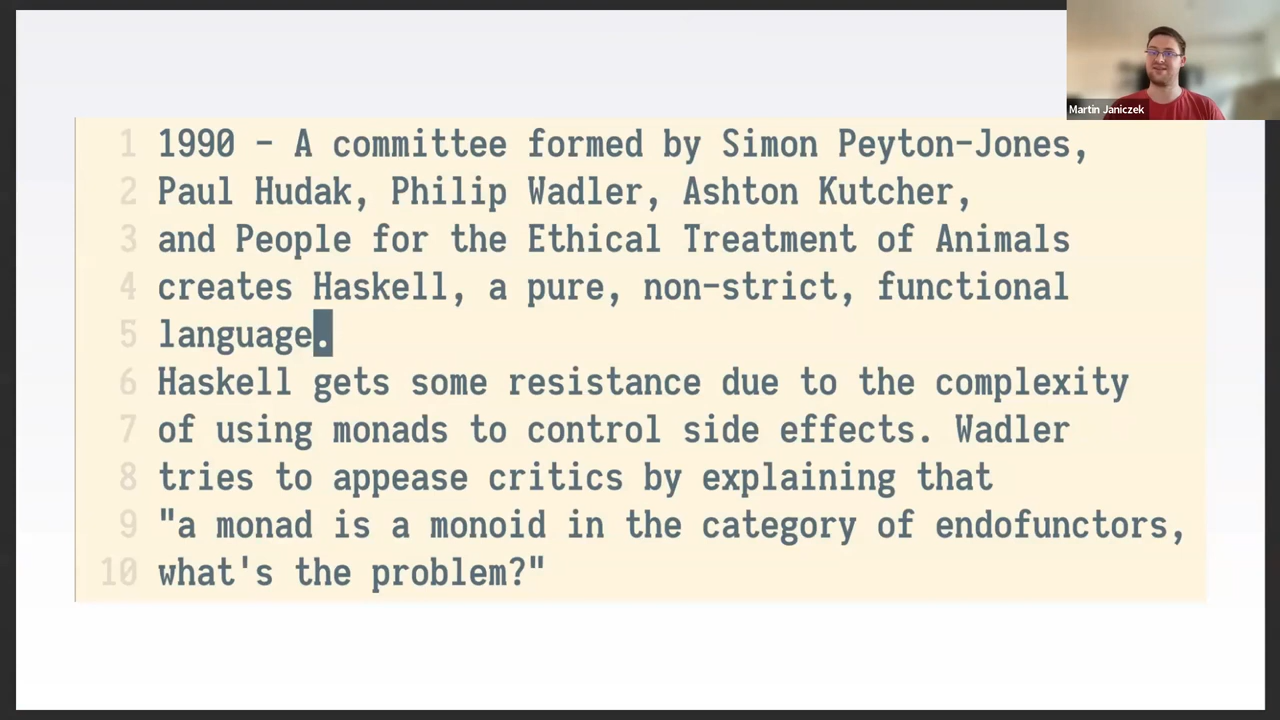 Martin Janiczek
1 1990 - A committee formed by Simon Peyton-Jones,
2 Paul Hudak, Philip Wadler, Ashton Kutcher,
3 and People for the Ethical Treatment of Animals
4 creates Haskell, a pure, non-strict, functional
5 language.
6 Haskell gets some resistance due to the complexity
7 of using monads to control side effects. Wadler
8 tries to appease critics by explaining that
9 "a monad is a monoid in the category of endofunctors,
10 what's the problem?"